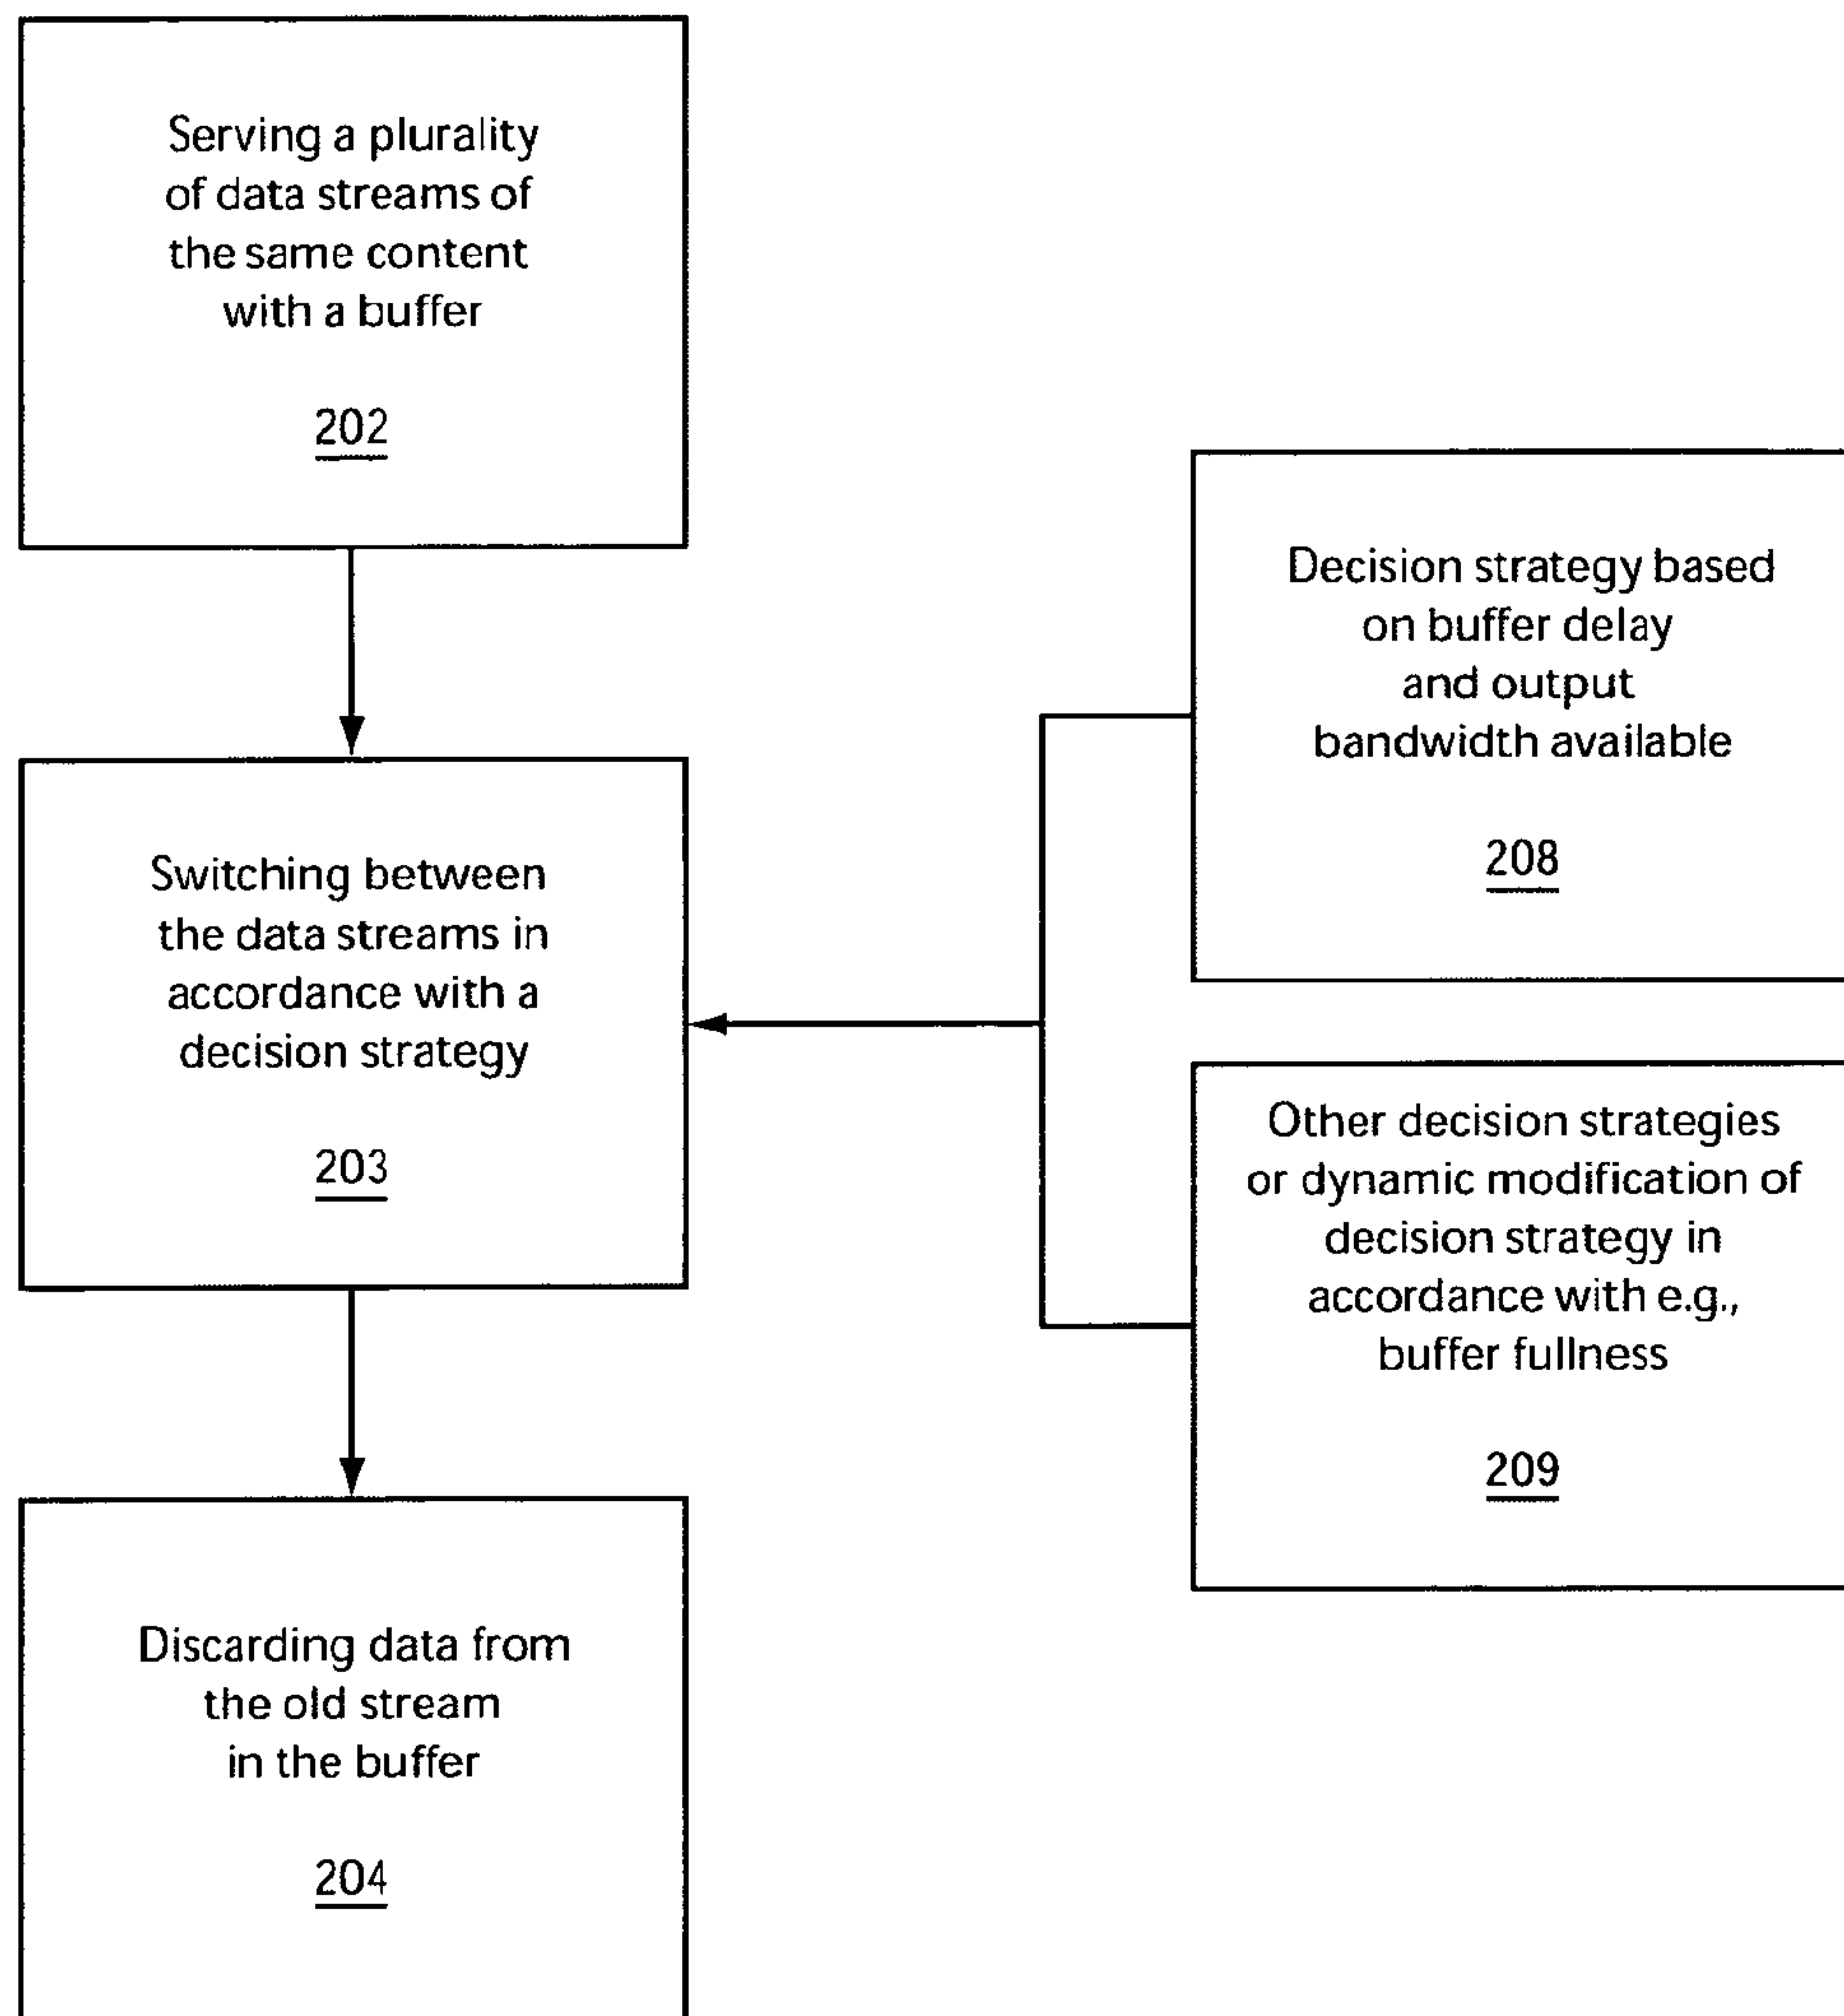 Serving a plurality
of data streams of
the same content
with a buffer
202
Switching between
the data streams in
accordance with a
decision strategy
203
Discarding data from
the old stream
in the buffer
204
Decision strategy based
on buffer delay
and output
bandwidth available
208
Other decision strategies
or dynamic modification of
decision strategy in
accordance with e.g.,
buffer fullness
209